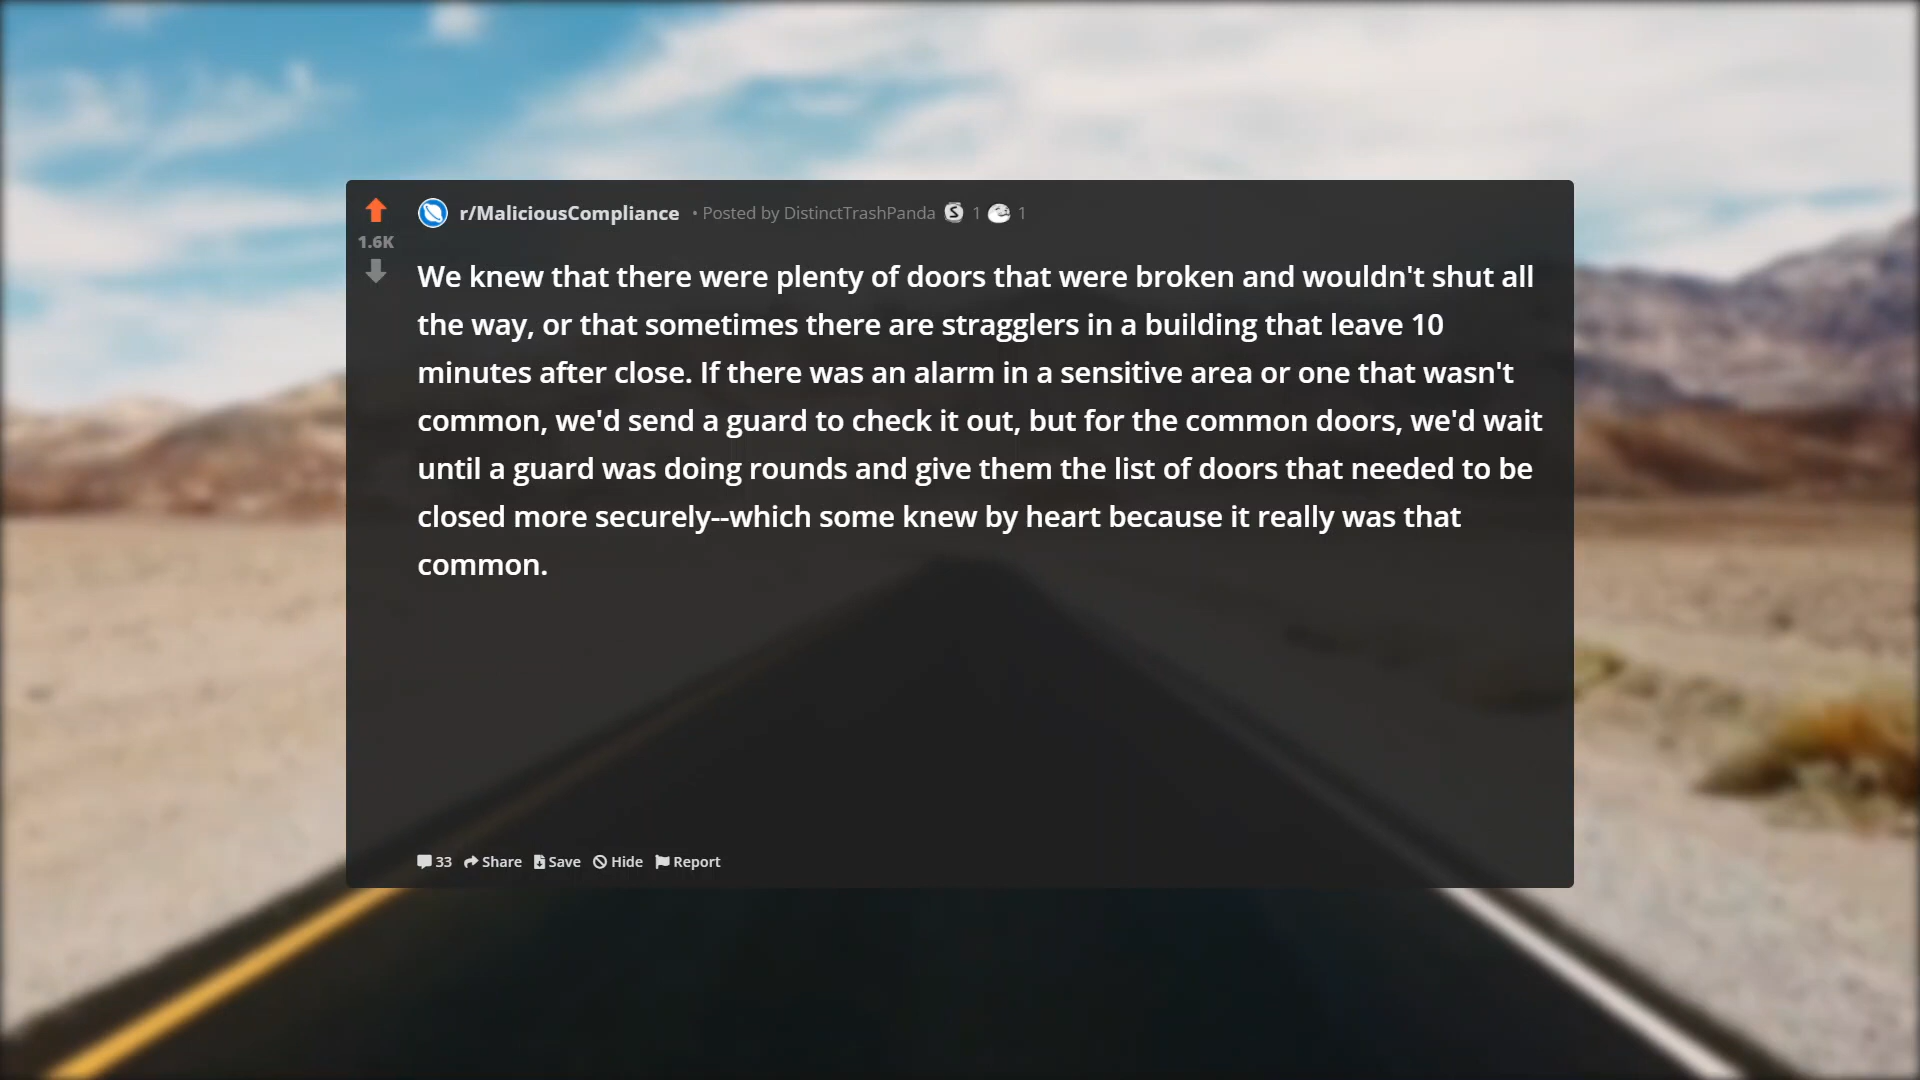 r/MaliciousCompliance • Posted by DistinctTrashPanda 1 1
1.6K
We knew that there were plenty of doors that were broken and wouldn't shut all
the way, or that sometimes there are stragglers in a building that leave 10
minutes after close. If there was an alarm in a sensitive area or one that wasn't
common, we'd send a guard to check it out, but for the common doors, we'd wait
until a guard was doing rounds and give them the list of doors that needed to be
closed more securely--which some knew by heart because it really was that
common.
33 Share Save Hide Report